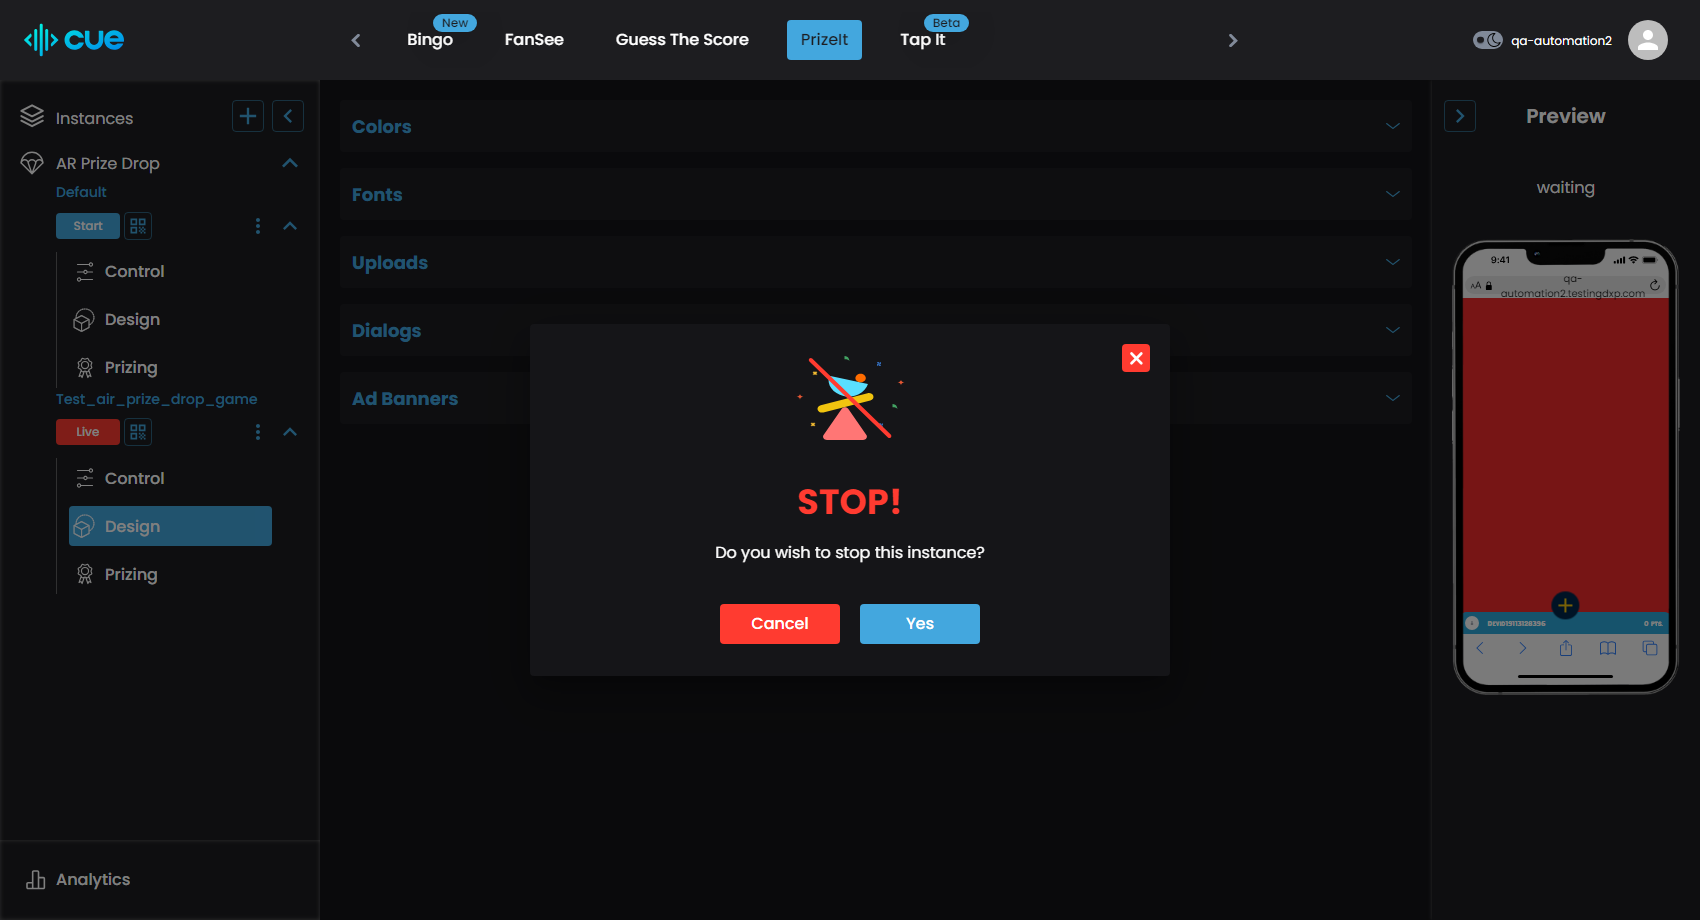 cue
Bingo
New
FanSee
Guess The Score
PrizeIt
Tap It
Beta
qa-automation2
Instances
AR Prize Drop
Default
Start
Control
Design
Prizing
Test_air_prize_drop_game
Live
Control
Design
Prizing
Analytics
Colors
Fonts
Uploads
Dialogs
Ad Banners
STOP!
Do you wish to stop this instance?
Cancel
Yes
Preview
waiting
9:41
AA
qa-
automation2.testingdxp.com
0 PTS.